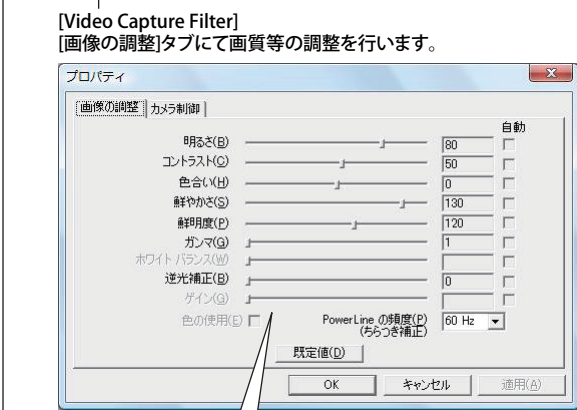 [Video Capture Filter]
[画像の調整]タブにて画質等の調整を行います。
プロパティ
画像の調整 カメラ制御
自動
明るさ(B) 80
コントラスト(C) 50
色合い(H) 0
鮮やかさ(S) 130
鮮明度(P) 120
ガンマ(G) 1
ホワイト バランス(W)
逆光補正(B) 0
ゲイン(G)
色の使用(E) PowerLine の頻度(P) 60 Hz
(ちらつき補正)
既定値(D)
OK キャンセル 適用(A)